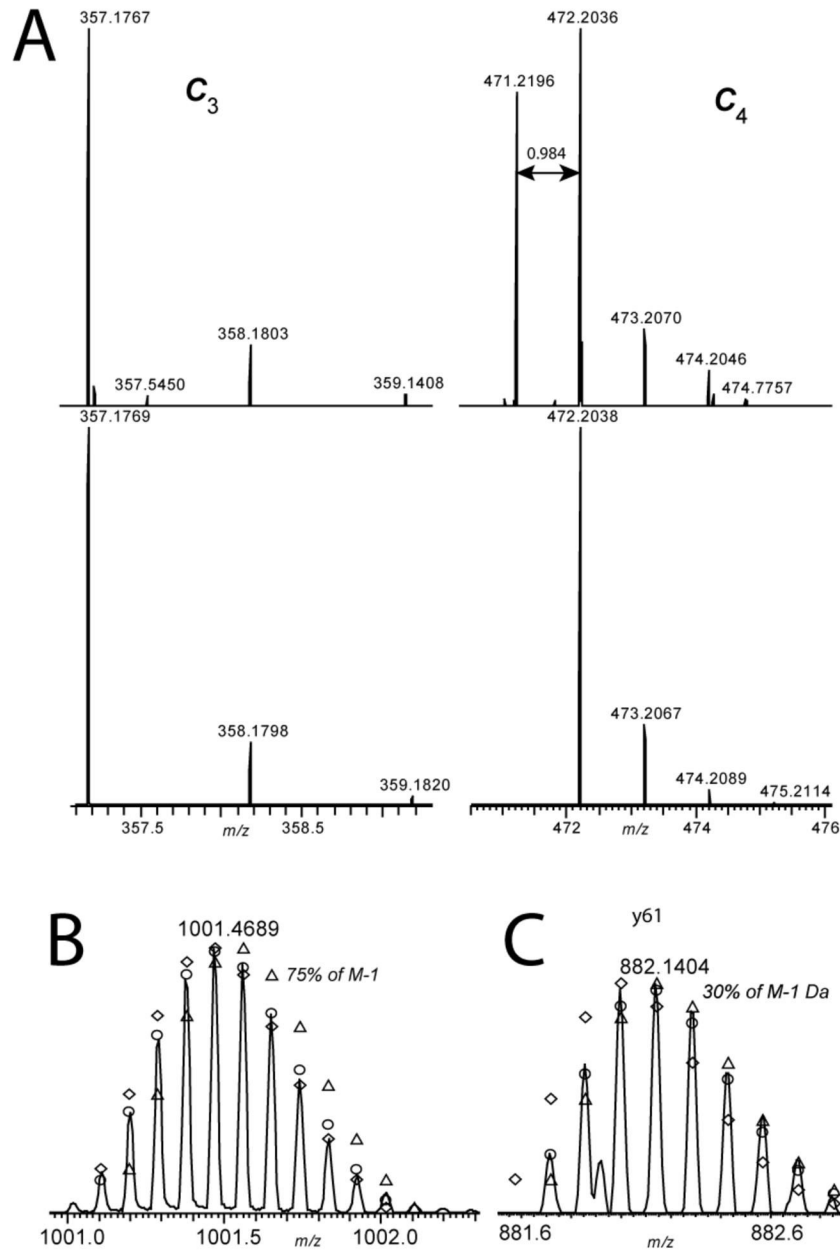 A
357.1767
c3
357.5450
358.1803
359.1408
472.2036
471.2196
c4
0.984
473.2070
474.2046
474.7757
357.1769
358.1798
359.1820
357.5
m/z
358.5
472.2038
473.2067
474.2089
475.2114
472
m/z
474
476
B
1001.4689
75% of M-1
1001.0
1001.5
m/z
1002.0
C
y61
882.1404
30% of M-1 Da
881.6
m/z
882.6